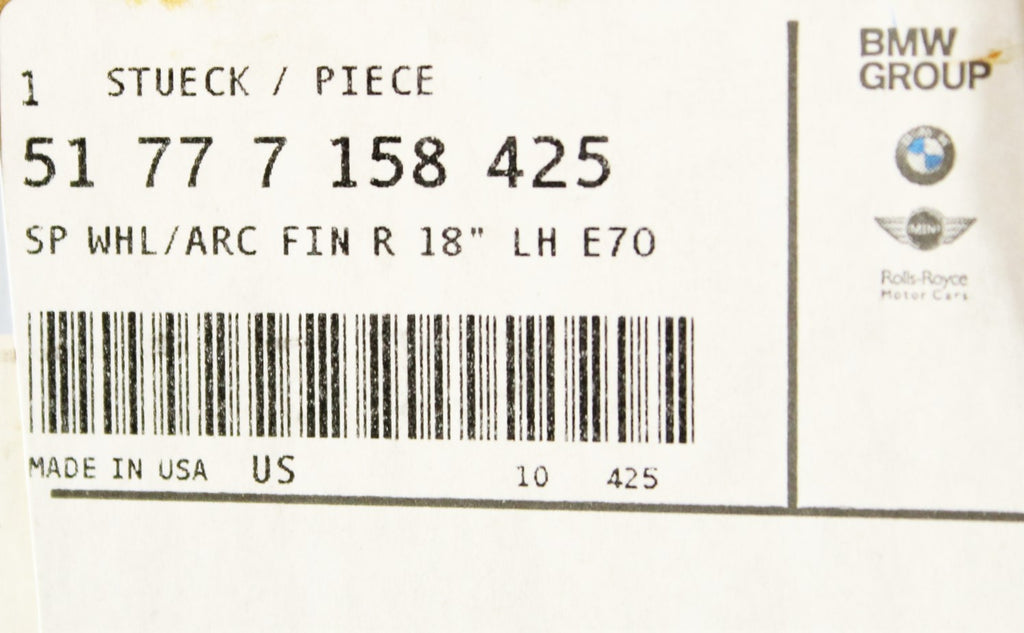 1 STUECK / PIECE
51 77 7 158 425
SP WHL/ARC FIN R 18" LH E70
MADE IN USA US 10 425
BMW
GROUP
BMW
MINI
Rolls-Royce
Motor Cars